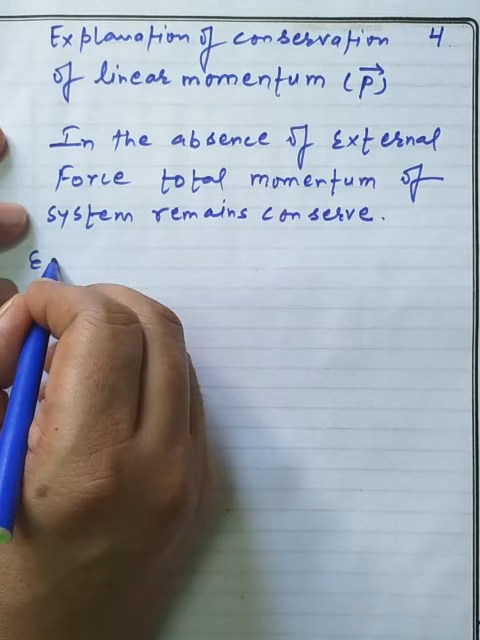 Explanation of conservation 4
of linear momentum (P⃗)
In the absence of External
Force total momentum of
system remains conserve.
E